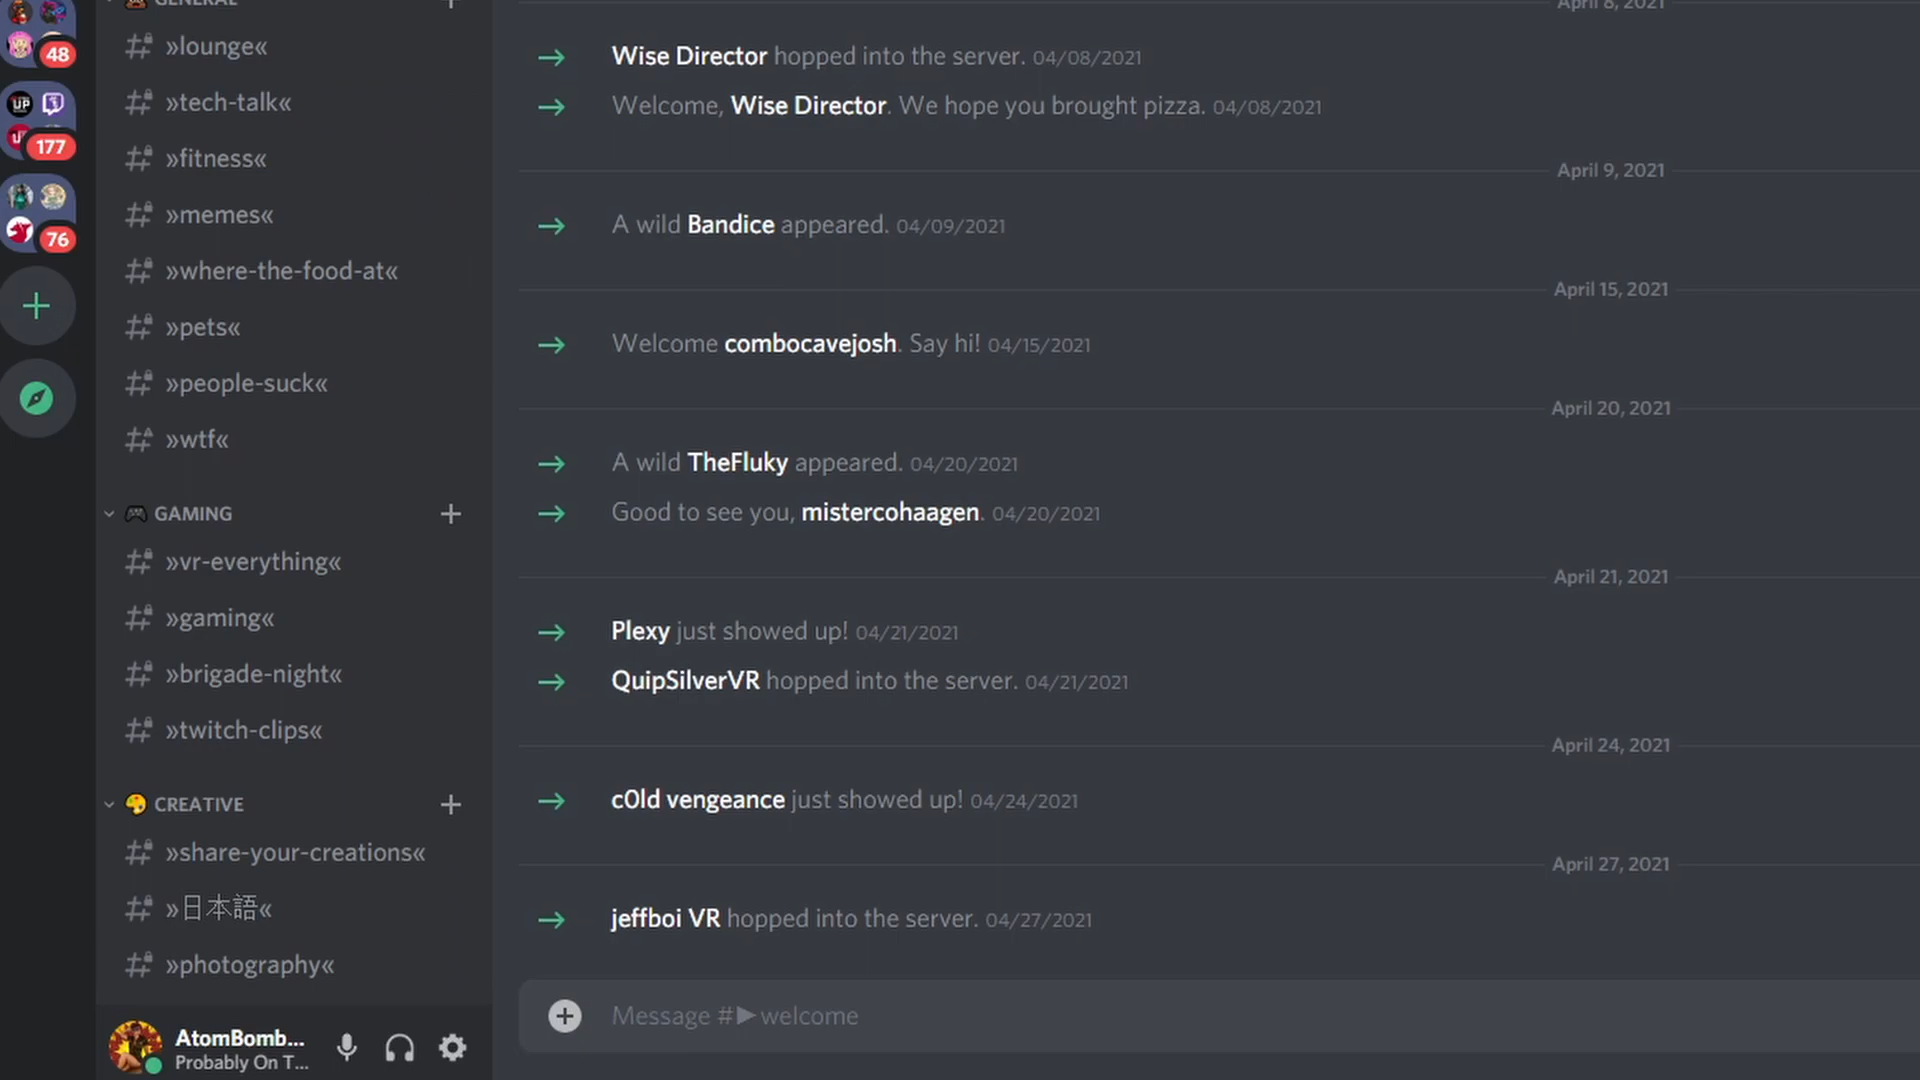 48
UP
177
76
GENERAL
»lounge«
»tech-talk«
»fitness«
»memes«
»where-the-food-at«
»pets«
»people-suck«
»wtf«
GAMING
»vr-everything«
»gaming«
»brigade-night«
»twitch-clips«
CREATIVE
»share-your-creations«
»日本語«
»photography«
AtomBomb...
Probably On T...
April 8, 2021
Wise Director hopped into the server. 04/08/2021
Welcome, Wise Director. We hope you brought pizza. 04/08/2021
April 9, 2021
A wild Bandice appeared. 04/09/2021
April 15, 2021
Welcome combocavejosh. Say hi! 04/15/2021
April 20, 2021
A wild TheFluky appeared. 04/20/2021
Good to see you, mistercohaagen. 04/20/2021
April 21, 2021
Plexy just showed up! 04/21/2021
QuipSilverVR hopped into the server. 04/21/2021
April 24, 2021
c0ld vengeance just showed up! 04/24/2021
April 27, 2021
jeffboi VR hopped into the server. 04/27/2021
Message #▶welcome